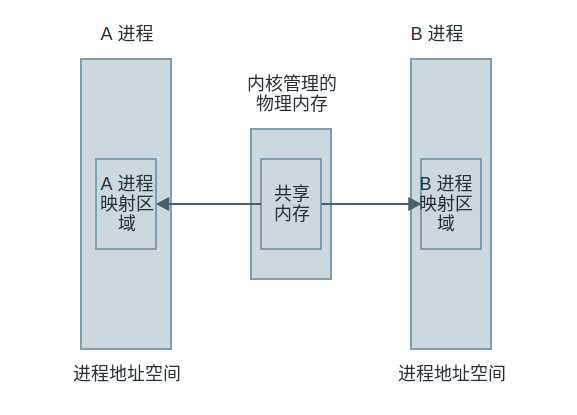 A 进程
B 进程
内核管理的
物理内存
A 进程
映射区
域
共享
内存
B 进程
映射区
域
进程地址空间
进程地址空间